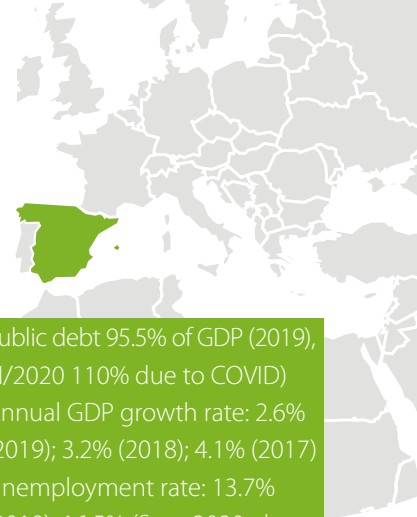 ublic debt 95.5% of GDP (2019),
/2020 110% due to COVID)
nnual GDP growth rate: 2.6%
2019); 3.2% (2018); 4.1% (2017)
nemployment rate: 13.7%